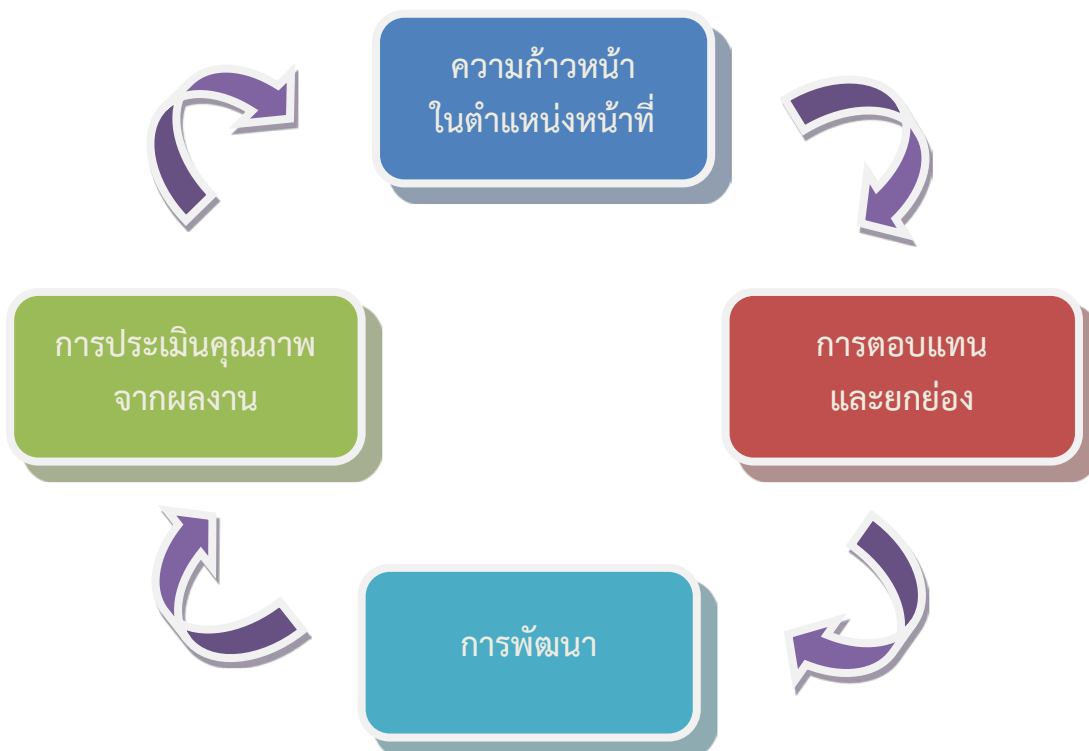 ความก้าวหน้า
ในตำแหน่งหน้าที่
การประเมินคุณภาพ
จากผลงาน
การตอบแทน
และยกย่อง
การพัฒนา